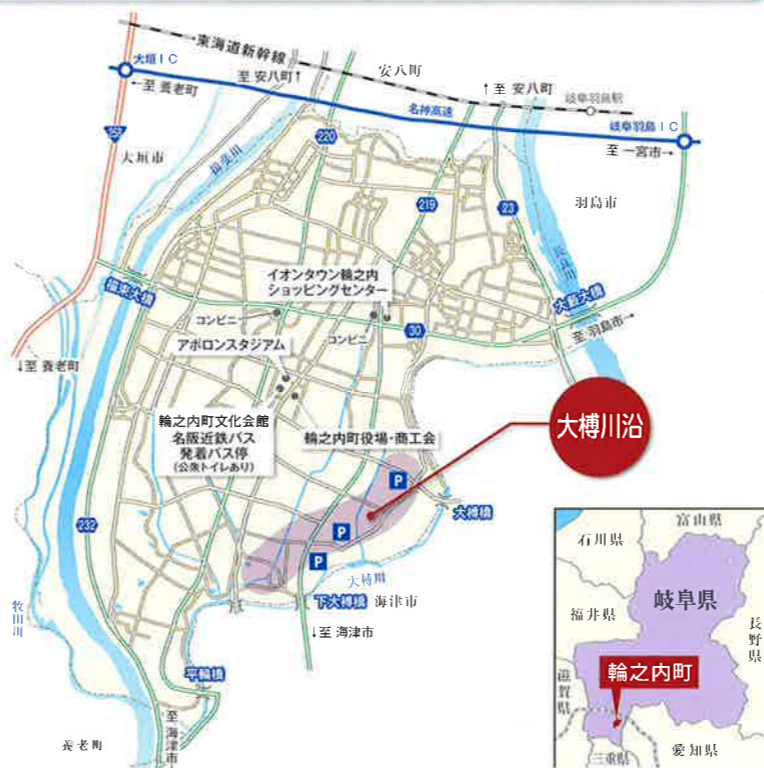 東海道新幹線
大垣IC
至 安八町↑
安八町
↑至 安八町
岐阜羽島駅
←至 養老町
名神高速
岐阜羽島IC
至 一宮市→
258
大垣市
揖斐川
220
219
23
羽島市
長良川
福束大橋
イオンタウン輪之内
ショッピングセンター
大薮大橋
コンビニ
コンビニ
30
至 羽島市→
アポロンスタジアム
↓至 養老町
輪之内町文化会館
名阪近鉄バス
発着バス停
(公衆トイレあり)
輪之内町役場・商工会
大榑川沿
P
大榑橋
232
P
P
大榑川
牧田川
下大榑橋
海津市
↓至 海津市
平輪橋
養老町
至 海津市
富山県
石川県
岐阜県
福井県
長野県
輪之内町
滋賀県
愛知県
三重県